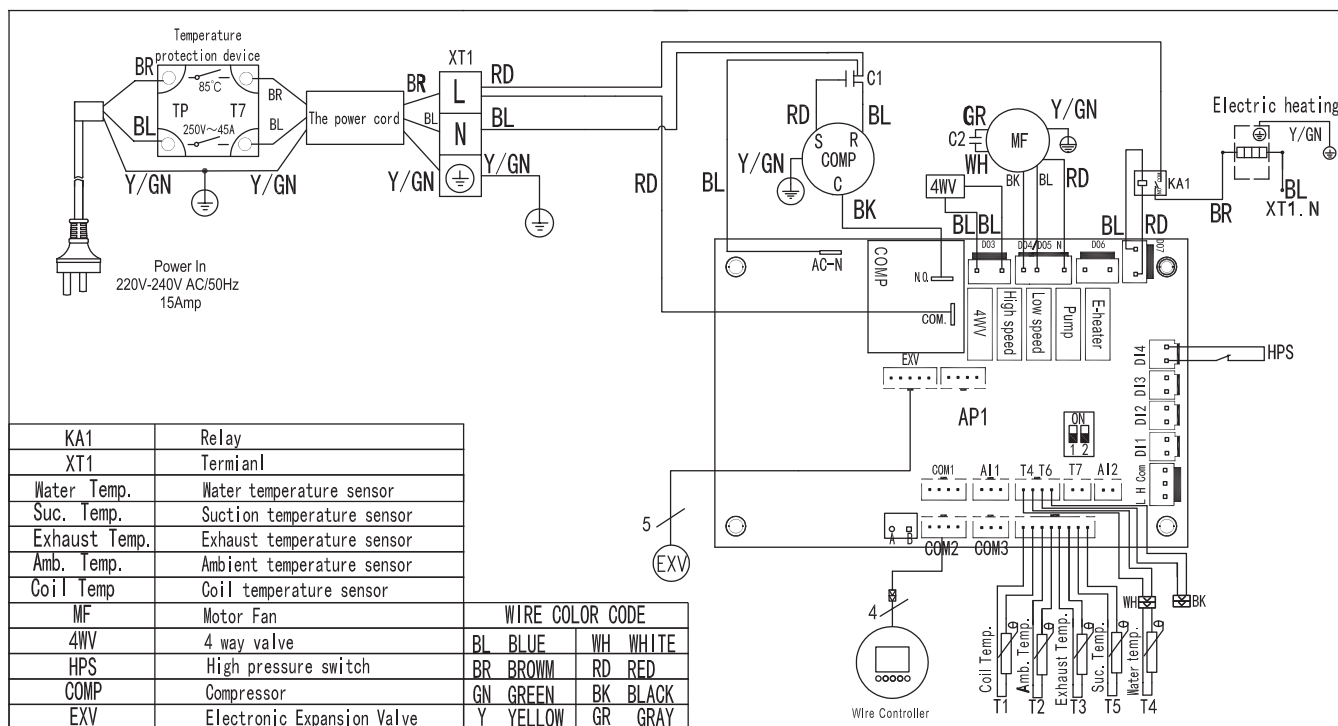 Temperature
protection device
BR
BR
85℃
TP T7
BL
250V～45A
BL
Y/GN
Y/GN
The power cord
BR
BL
Y/GN
XT1
L
N
RD
BL
Y/GN
RD
BL
Power In
220V-240V AC/50Hz
15Amp
C1
RD
BL
S R
COMP
C
Y/GN
BK
GR
C2
WH
MF
Y/GN
BK
BL
RD
4WV
BL BL
KA1
COM
NO
BL
RD
BR
Electric heating
Y/GN
BL
XT1.N
AC-N
COMP
N.O.
COM.
DO3
DO4/DO5 N
DO6
DO7
4WV
High speed
Low speed
Pump
E-heater
EXV
AP1
ON
1 2
DI4
HPS
DI3
DI2
DI1
L H Com
COM1
AI1
T4 T6
T7
AI2
A B
COM2
COM3
5
EXV
4
Wire Controller
WH
BK
Coil Temp.
Amb. Temp.
Exhaust Temp.
Suc. Temp.
Water temp.
θ
θ
θ
θ
θ
T1
T2
T3
T5
T4
KA1 Relay
XT1 Termianl
Water Temp. Water temperature sensor
Suc. Temp. Suction temperature sensor
Exhaust Temp. Exhaust temperature sensor
Amb. Temp. Ambient temperature sensor
Coil Temp Coil temperature sensor
MF Motor Fan
4WV 4 way valve
HPS High pressure switch
COMP Compressor
EXV Electronic Expansion Valve
WIRE COLOR CODE
BL BLUE WH WHITE
BR BROWM RD RED
GN GREEN BK BLACK
Y YELLOW GR GRAY